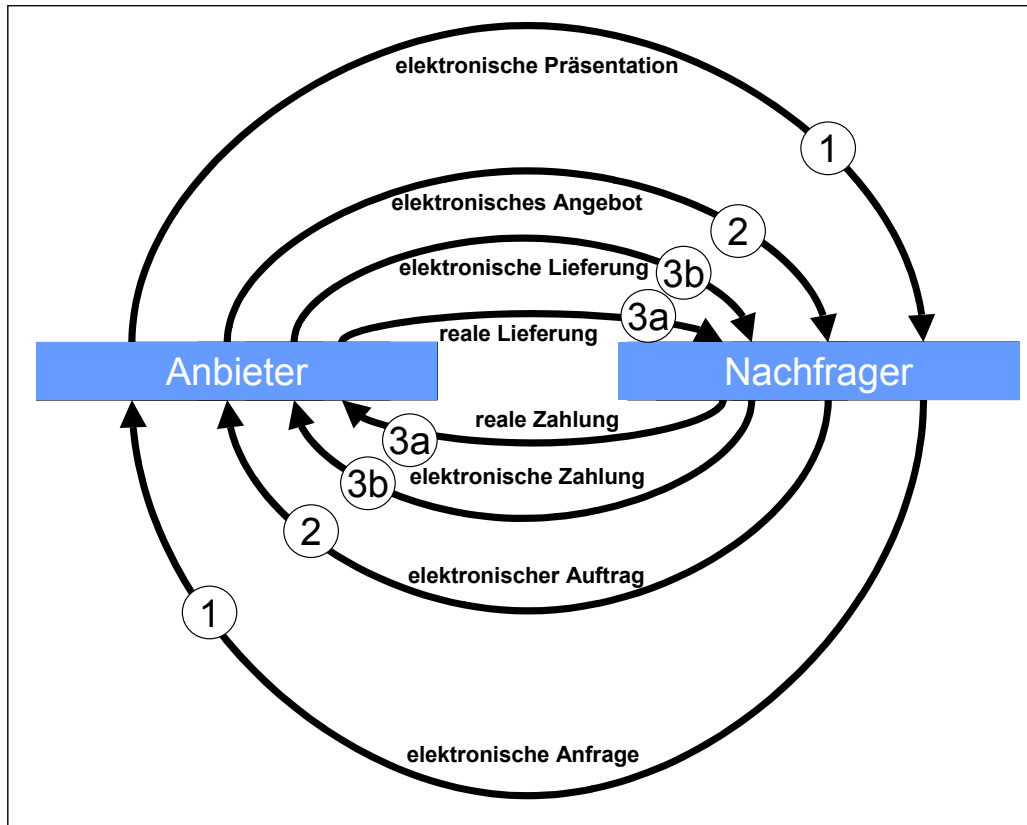 elektronische Präsentation
1
elektronisches Angebot
2
elektronische Lieferung
3b
reale Lieferung
3a
Anbieter
Nachfrager
reale Zahlung
3a
elektronische Zahlung
3b
2
elektronischer Auftrag
1
elektronische Anfrage